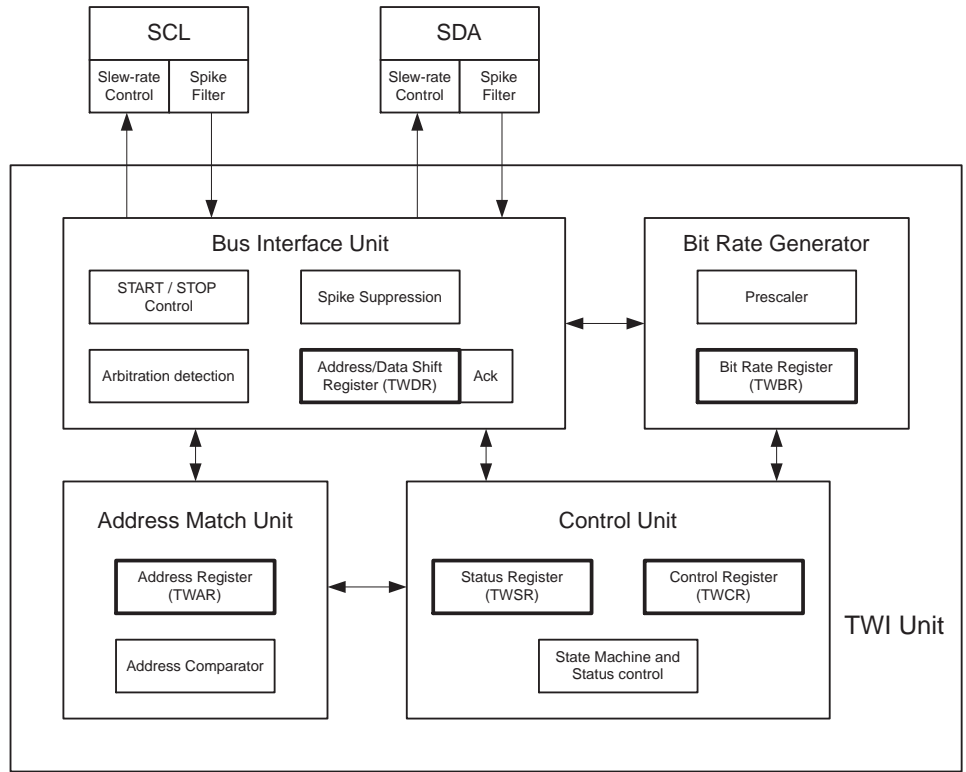 SCL
Slew-rate
Control
Spike
Filter
SDA
Slew-rate
Control
Spike
Filter
Bus Interface Unit
START / STOP
Control
Spike Suppression
Arbitration detection
Address/Data Shift
Register (TWDR)
Ack
Bit Rate Generator
Prescaler
Bit Rate Register
(TWBR)
Address Match Unit
Address Register
(TWAR)
Address Comparator
Control Unit
Status Register
(TWSR)
Control Register
(TWCR)
State Machine and
Status control
TWI Unit